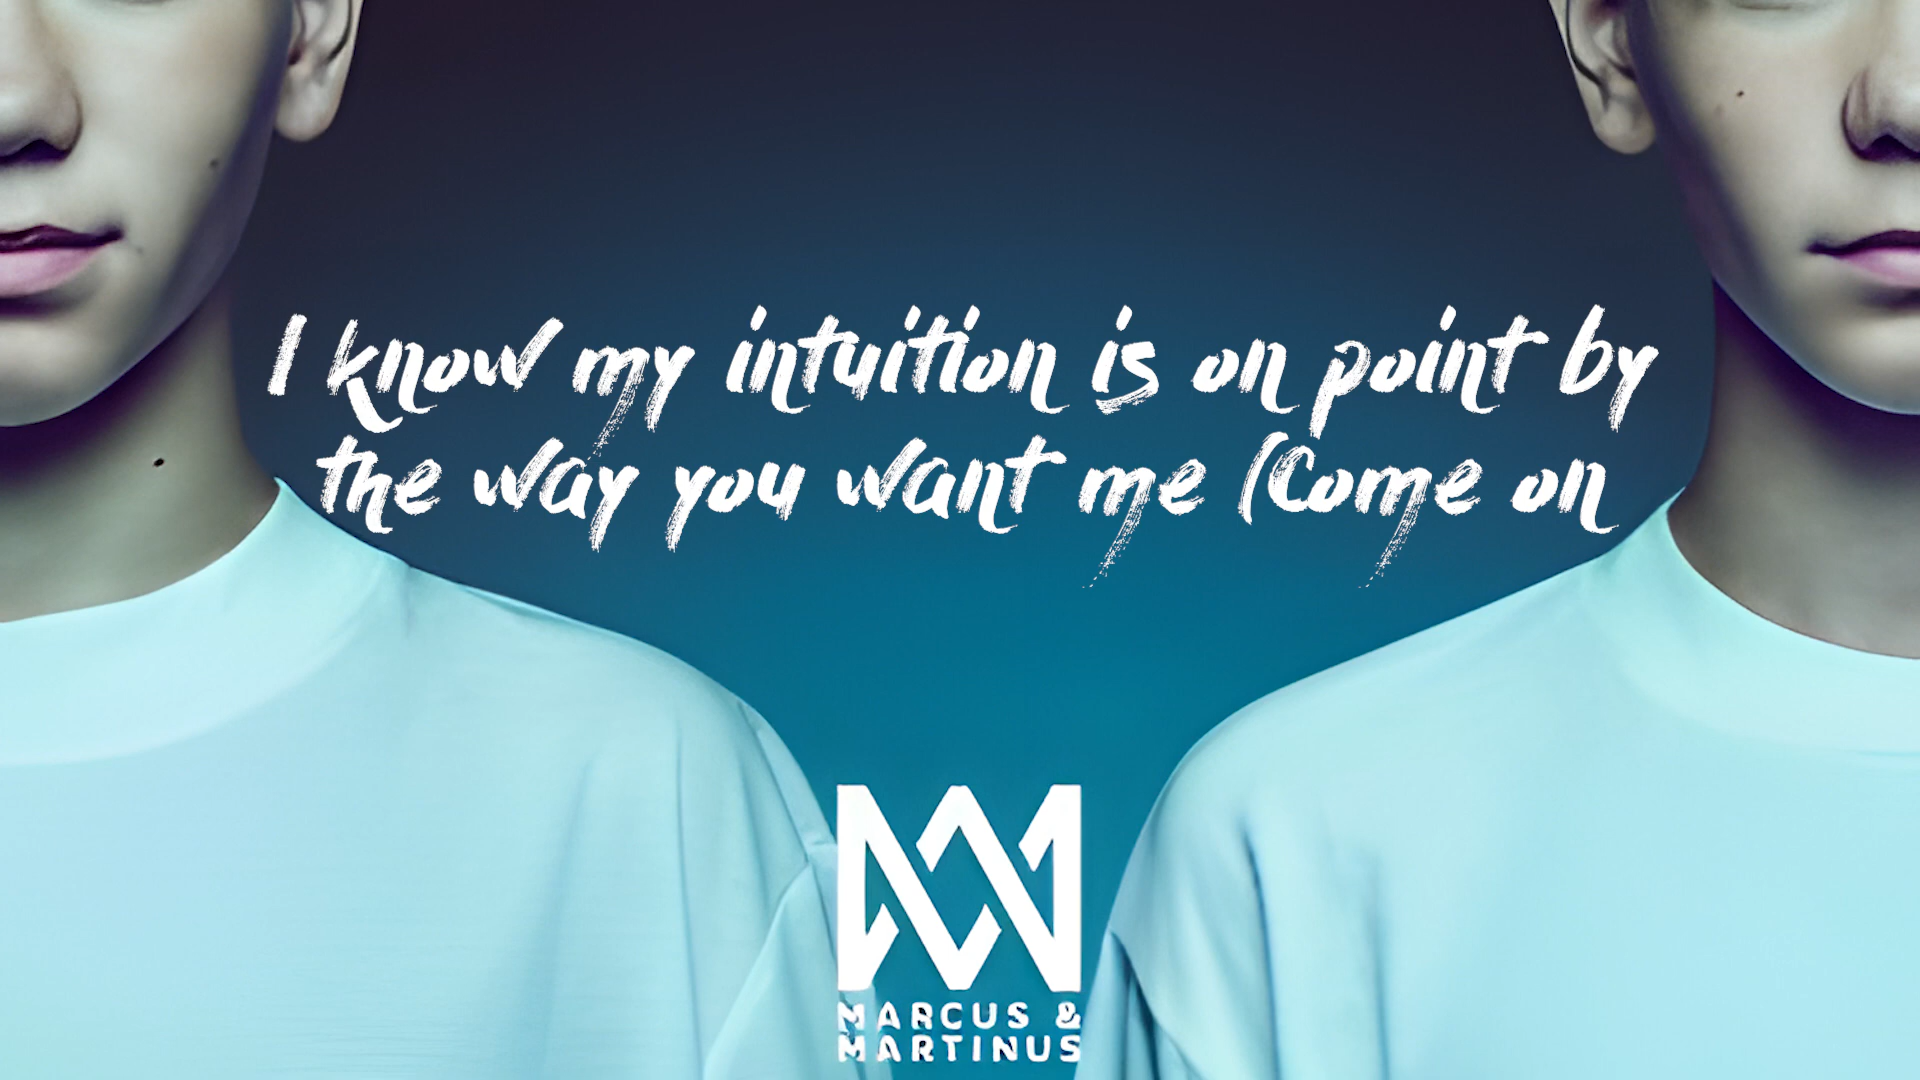 I know my intuition is on point by
the way you want me (Come on
MARCUS &
MARTINUS